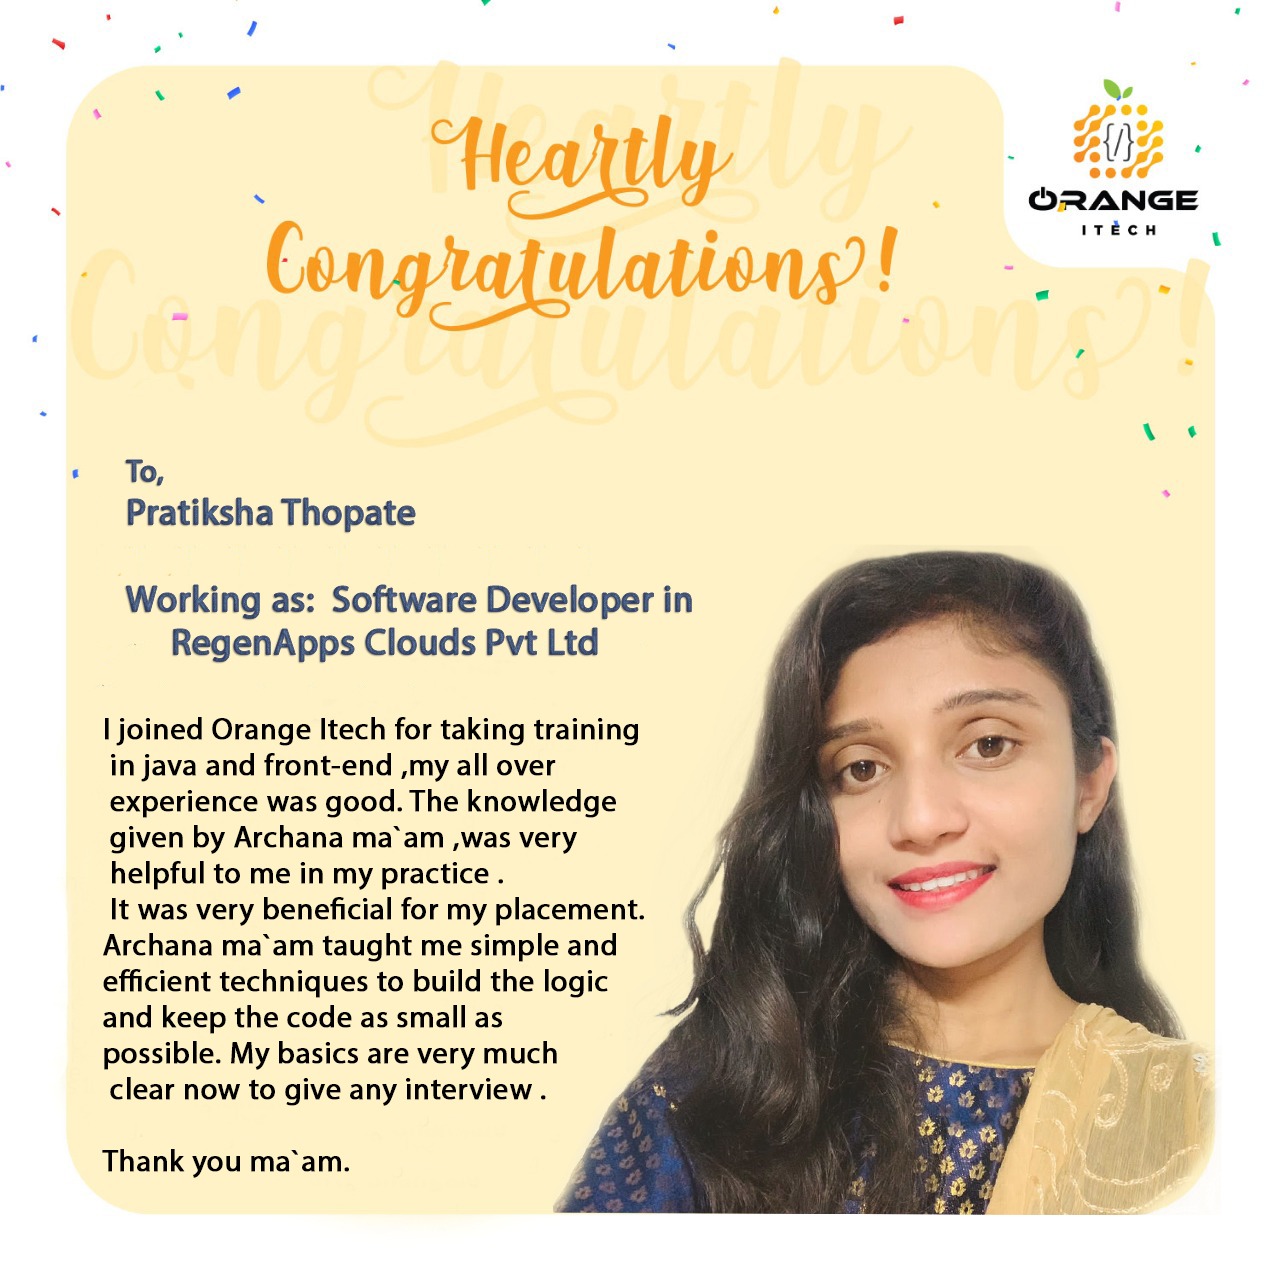 Heartly
Congratulations!
ORANGE
ITECH
To,
Pratiksha Thopate
Working as:  Software Developer in
RegenApps Clouds Pvt Ltd
I joined Orange Itech for taking training
in java and front-end ,my all over
experience was good. The knowledge
given by Archana ma`am ,was very
helpful to me in my practice .
It was very beneficial for my placement.
Archana ma`am taught me simple and
efficient techniques to build the logic
and keep the code as small as
possible. My basics are very much
clear now to give any interview .
Thank you ma`am.